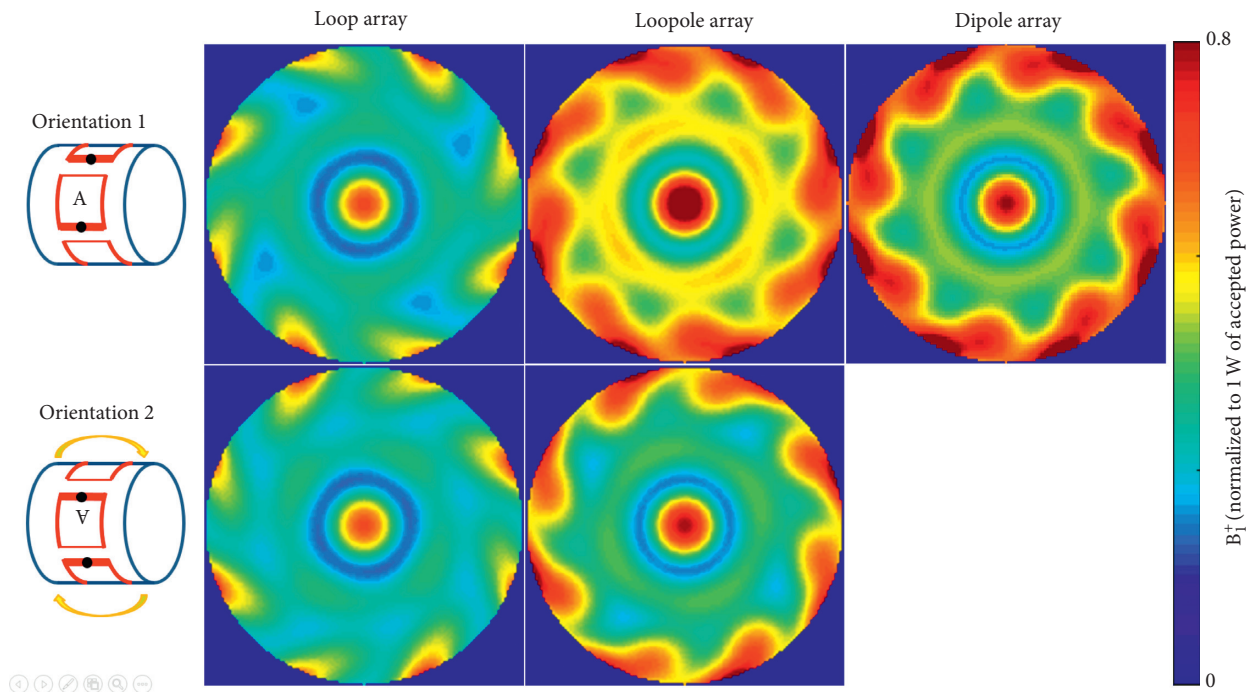 Loop array
Loopole array
Dipole array
0.8
Orientation 1
A
Orientation 2
A
B₁⁺ (normalized to 1 W of accepted power)
0